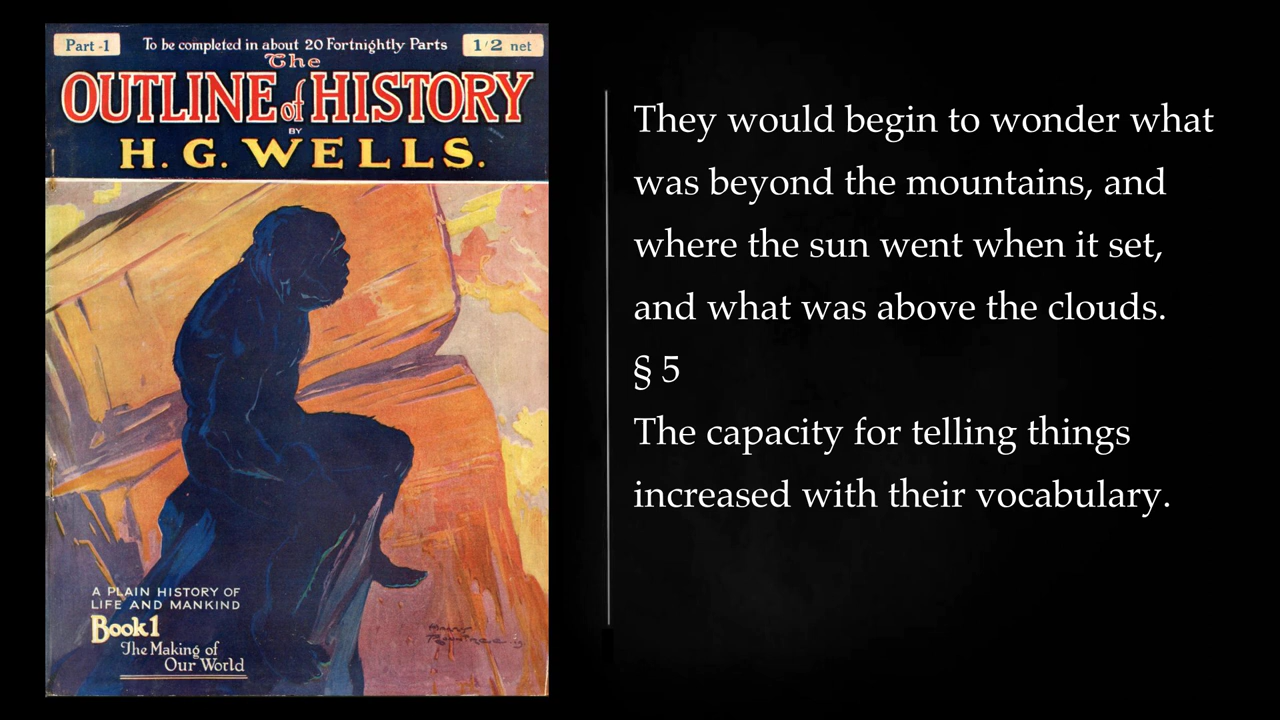 Part -1
To be completed in about 20 Fortnightly Parts
1/2 net
The
OUTLINE of HISTORY
BY
H. G. WELLS.
A PLAIN HISTORY OF
LIFE AND MANKIND
Book 1
The Making of
Our World
They would begin to wonder what
was beyond the mountains, and
where the sun went when it set,
and what was above the clouds.
§ 5
The capacity for telling things
increased with their vocabulary.